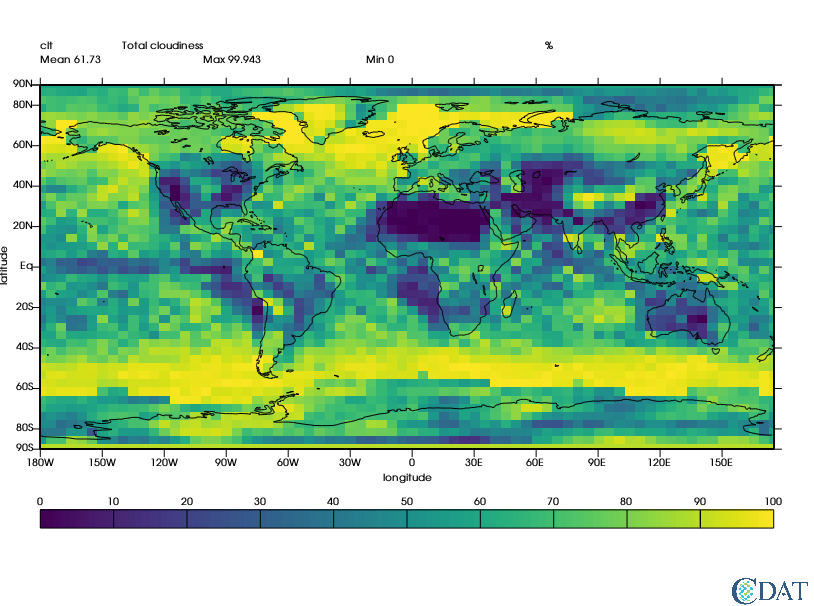 clt Total cloudiness %
Mean 61.73 Max 99.943 Min 0
90N
80N
60N
40N
20N
Eq
20S
40S
60S
80S
90S
latitude
180W 150W 120W 90W 60W 30W 0 30E 60E 90E 120E 150E
longitude
0 10 20 30 40 50 60 70 80 90 100
CDAT